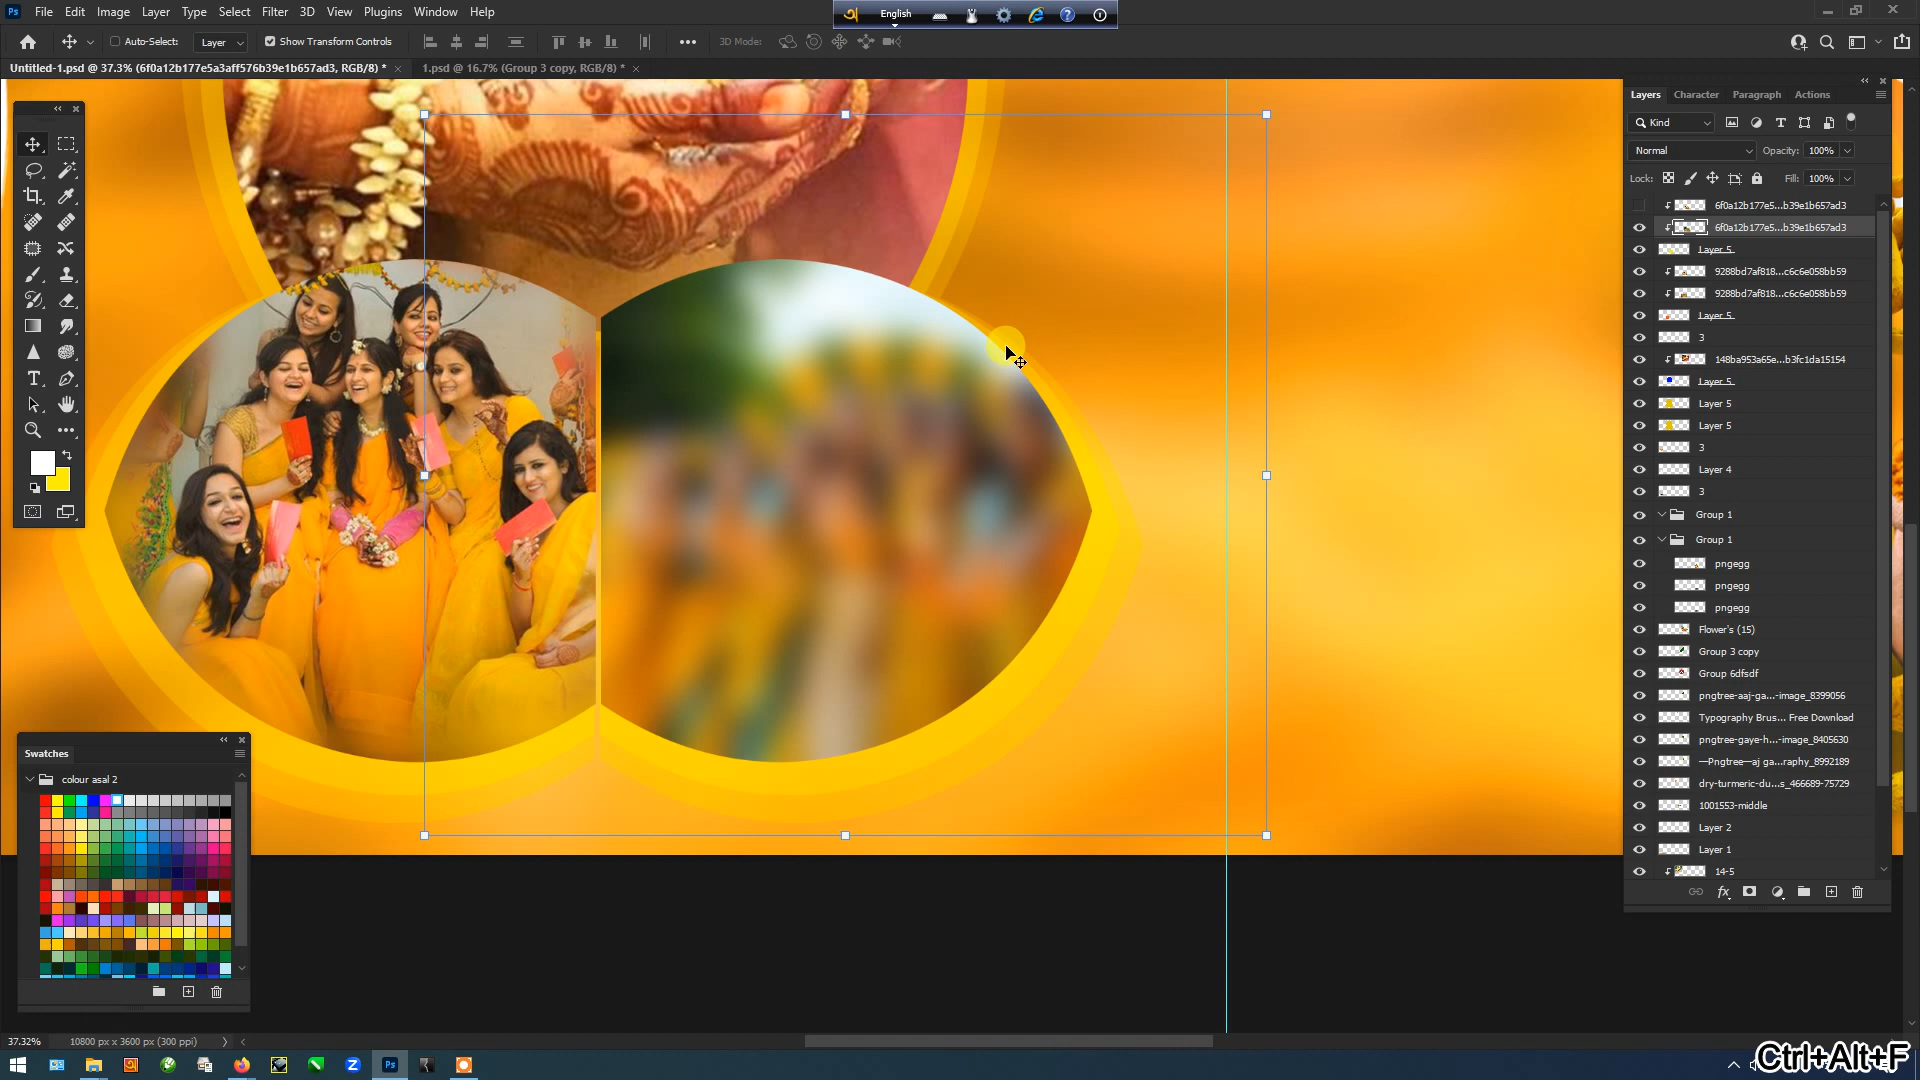 Ps File Edit Image Layer Type Select Filter 3D View Plugins Window Help
অ English
Auto-Select: Layer Show Transform Controls 3D Mode:
Untitled-1.psd @ 37.3% (6f0a12b177e5a3aff576b39e1b657ad3, RGB/8) * × 1.psd @ 16.7% (Group 3 copy, RGB/8) * ×
Layers Character Paragraph Actions
Kind
Normal Opacity: 100%
Lock: Fill: 100%
6f0a12b177e5...b39e1b657ad3
6f0a12b177e5...b39e1b657ad3
Layer 5
9288bd7af818...c6c6e058bb59
9288bd7af818...c6c6e058bb59
Layer 5
3
148ba953a65e...b3fc1da15154
Layer 5
Layer 5
Layer 5
3
Layer 4
3
Group 1
Group 1
pngegg
pngegg
pngegg
Flower's (15)
Group 3 copy
Group 6dfsdf
pngtree-aaj-ga...-image_8399056
Typography Brus... Free Download
pngtree-gaye-h...-image_8405630
—Pngtree—aj ga...raphy_8992189
dry-turmeric-du...s_466689-75729
1001553-middle
Layer 2
Layer 1
14-5
fx
Swatches
colour asal 2
37.32% 10800 px x 3600 px (300 ppi)
Ctrl+Alt+F